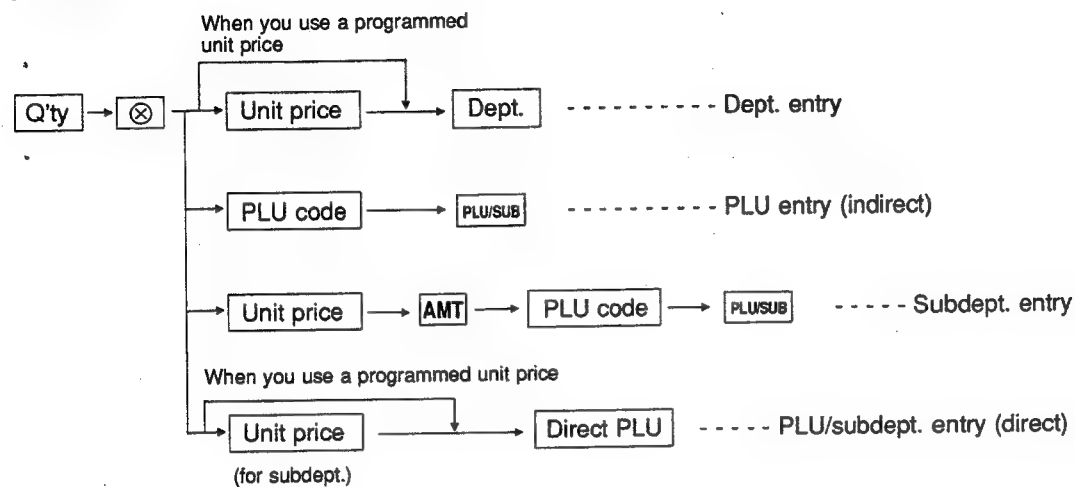 When you use a programmed
unit price
Q'ty ⊗ Unit price Dept. Dept. entry
PLU code PLU/SUB PLU entry (indirect)
Unit price AMT PLU code PLU/SUB Subdept. entry
When you use a programmed unit price
Unit price Direct PLU PLU/subdept. entry (direct)
(for subdept.)